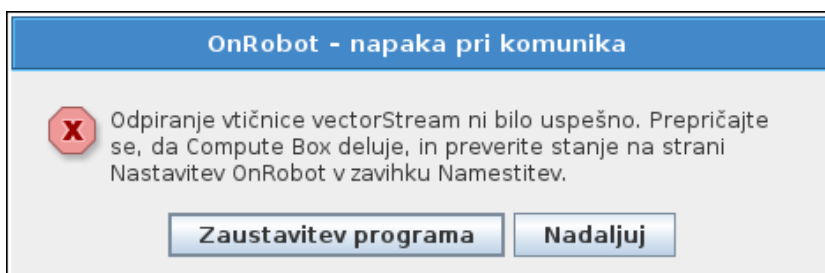 OnRobot - napaka pri komunika
Odpiranje vtičnice vectorStream ni bilo uspešno. Prepričajte
se, da Compute Box deluje, in preverite stanje na strani
Nastavitev OnRobot v zavihku Namestitev.
Zaustavitev programa Nadaljuj